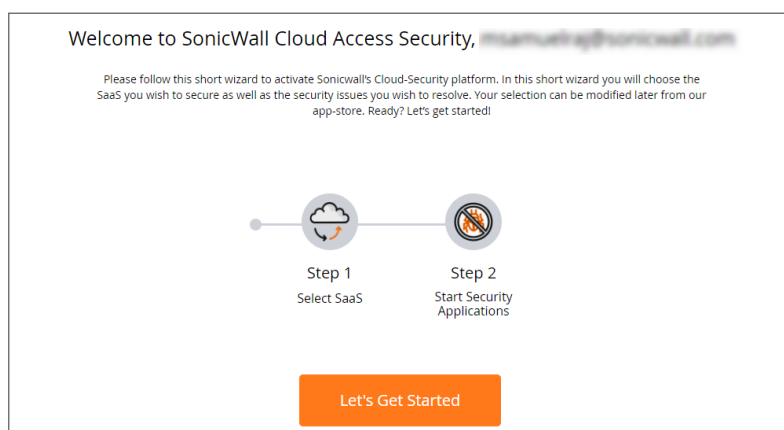 Welcome to SonicWall Cloud Access Security,
Please follow this short wizard to activate Sonicwall's Cloud-Security platform. In this short wizard you will choose the
SaaS you wish to secure as well as the security issues you wish to resolve. Your selection can be modified later from our
app-store. Ready? Let's get started!
Step 1
Select SaaS
Step 2
Start Security
Applications
Let's Get Started